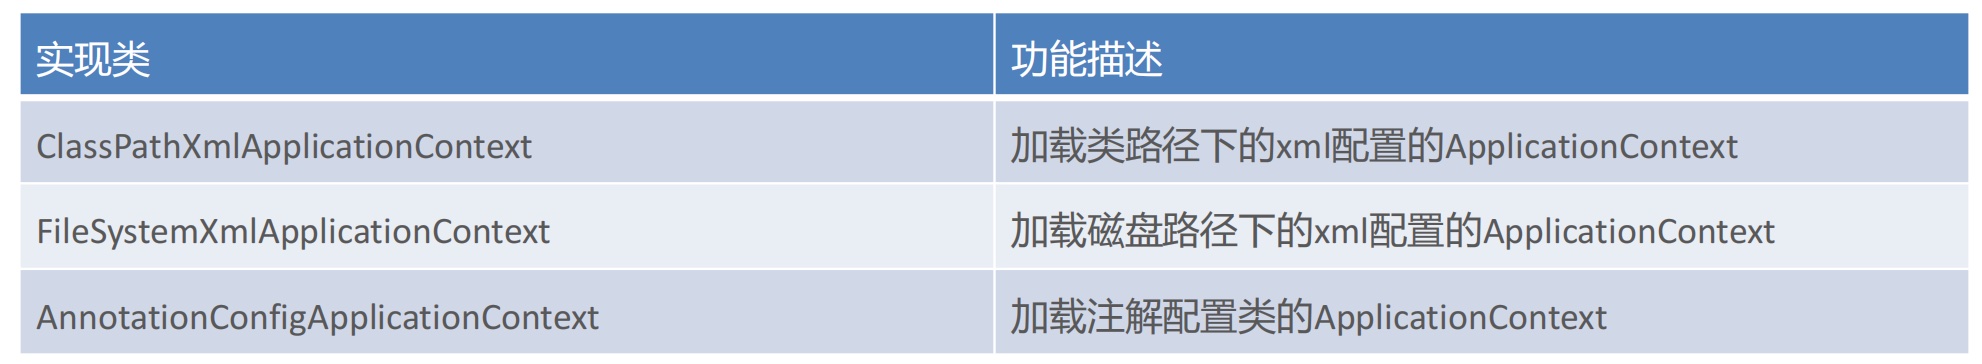 实现类 功能描述
ClassPathXmlApplicationContext 加载类路径下的xml配置的ApplicationContext
FileSystemXmlApplicationContext 加载磁盘路径下的xml配置的ApplicationContext
AnnotationConfigApplicationContext 加载注解配置类的ApplicationContext